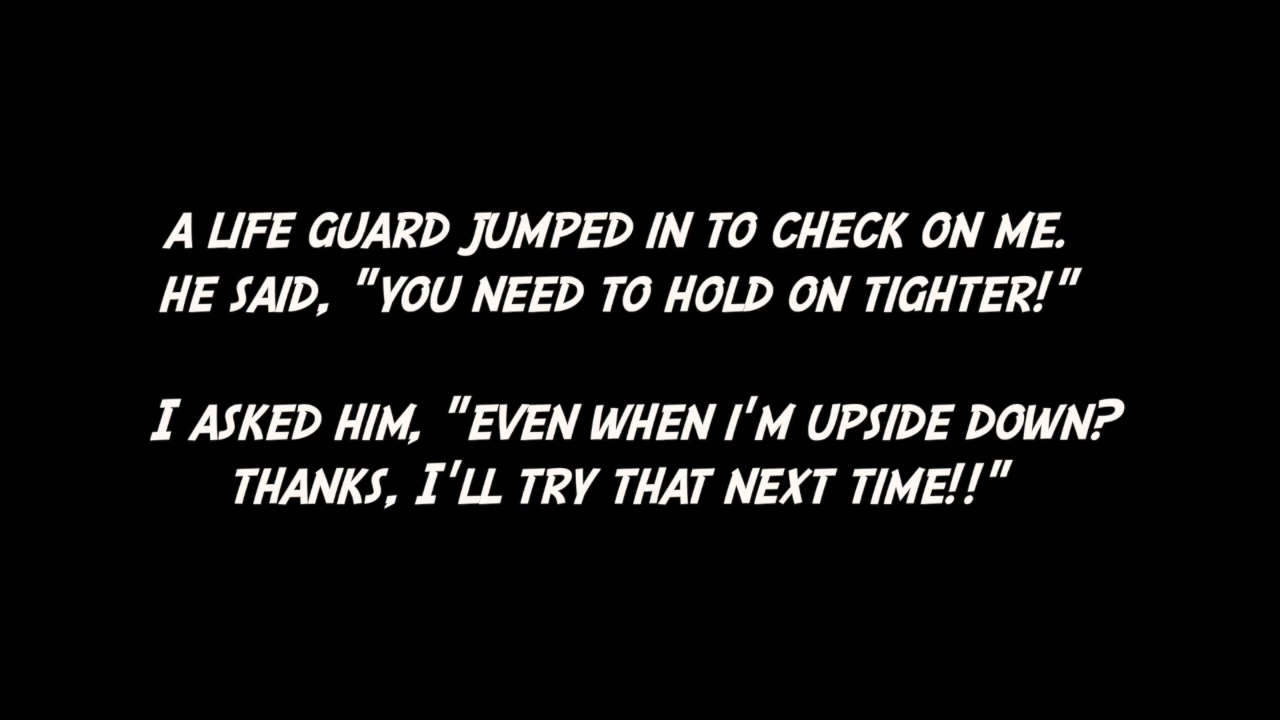 A LIFE GUARD JUMPED IN TO CHECK ON ME.
HE SAID, "YOU NEED TO HOLD ON TIGHTER!"
I ASKED HIM, "EVEN WHEN I'M UPSIDE DOWN?
THANKS, I'LL TRY THAT NEXT TIME!!"